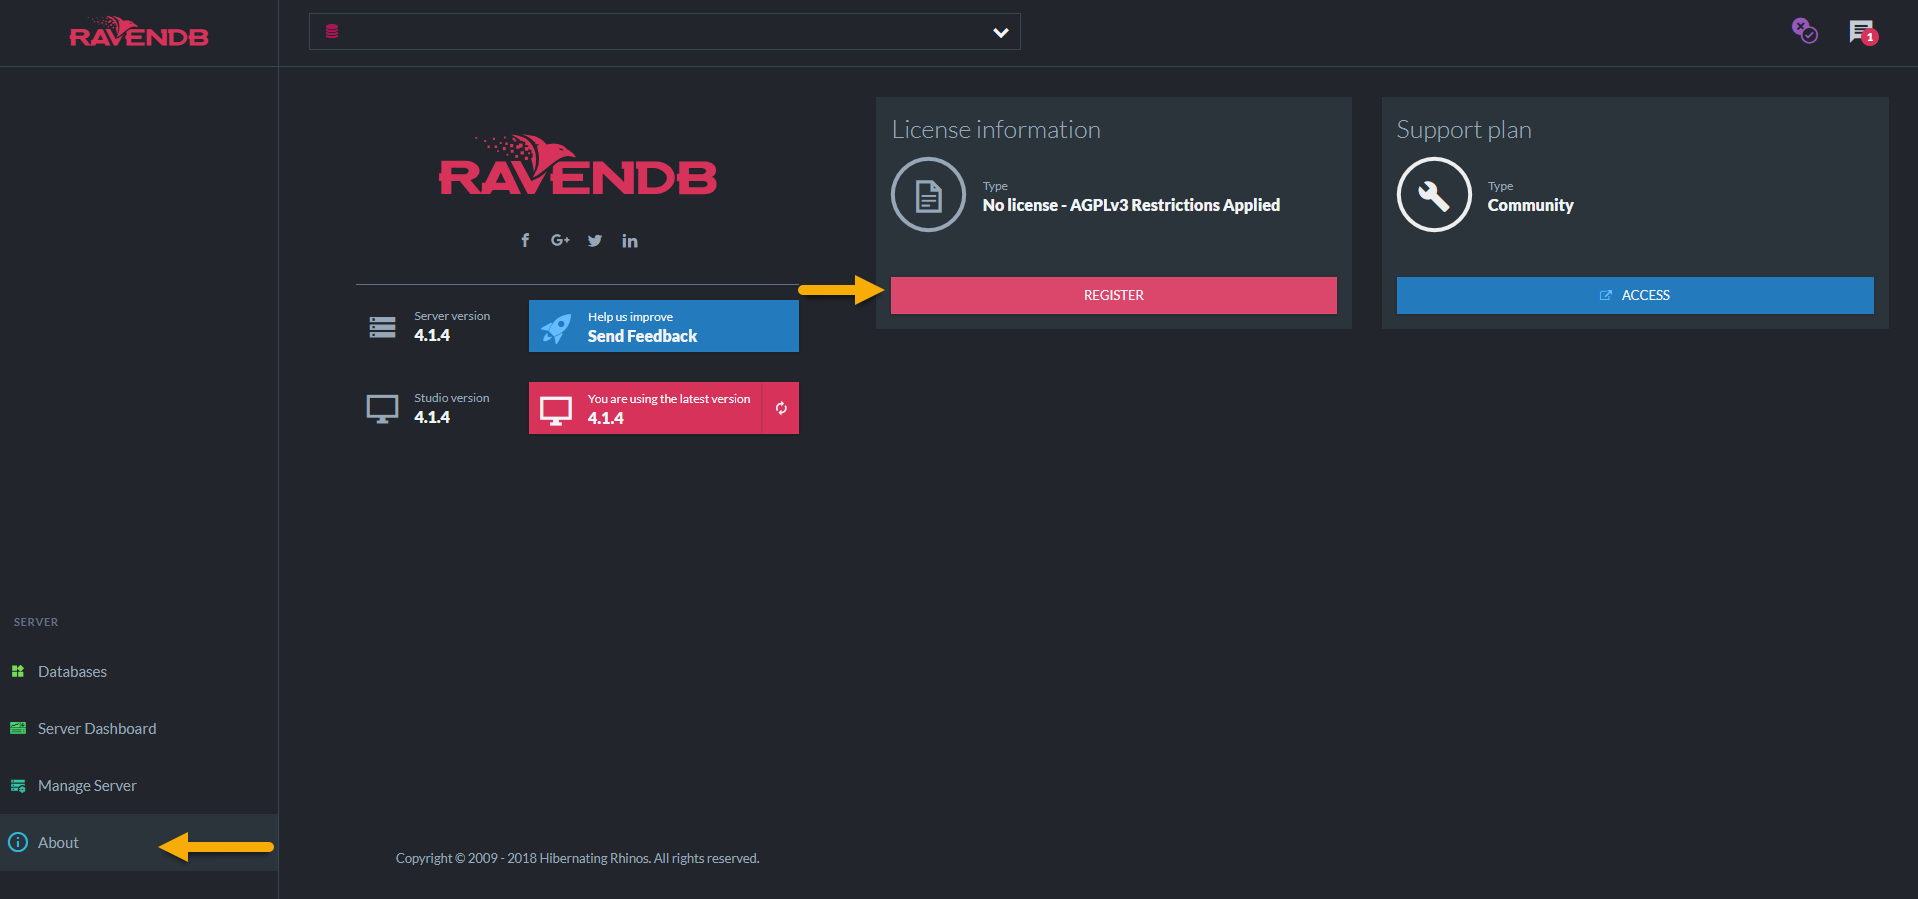 RAVENDB
1
RAVENDB
f G+ in
Server version
4.1.4
Help us improve
Send Feedback
Studio version
4.1.4
You are using the latest version
4.1.4
License information
Type
No license - AGPLv3 Restrictions Applied
REGISTER
Support plan
Type
Community
ACCESS
SERVER
Databases
Server Dashboard
Manage Server
About
Copyright © 2009 - 2018 Hibernating Rhinos. All rights reserved.